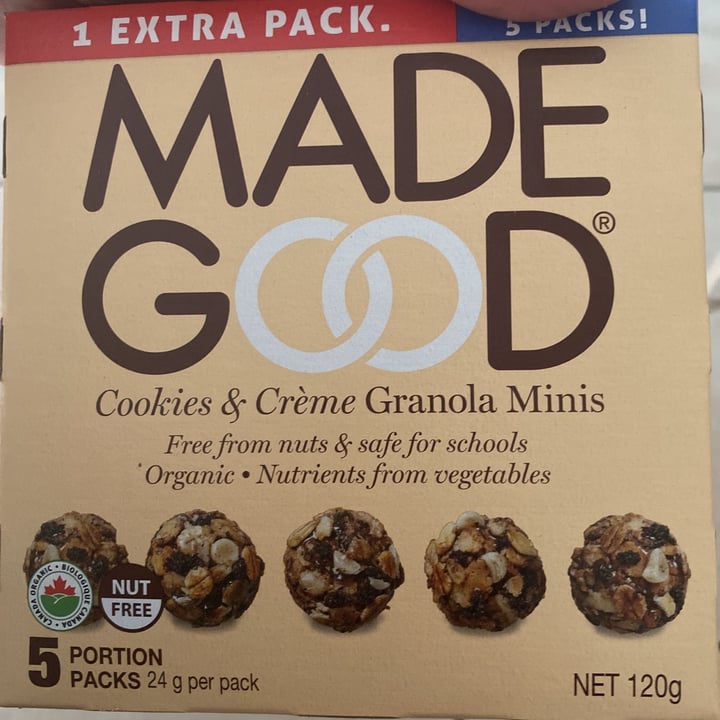 1 EXTRA PACK.
5 PACKS!
MADE
GOOD®
Cookies & Crème Granola Minis
Free from nuts & safe for schools
*Organic • Nutrients from vegetables
CANADA ORGANIC • BIOLOGIQUE CANADA •
NUT
FREE
5 PORTION
PACKS 24 g per pack
NET 120g